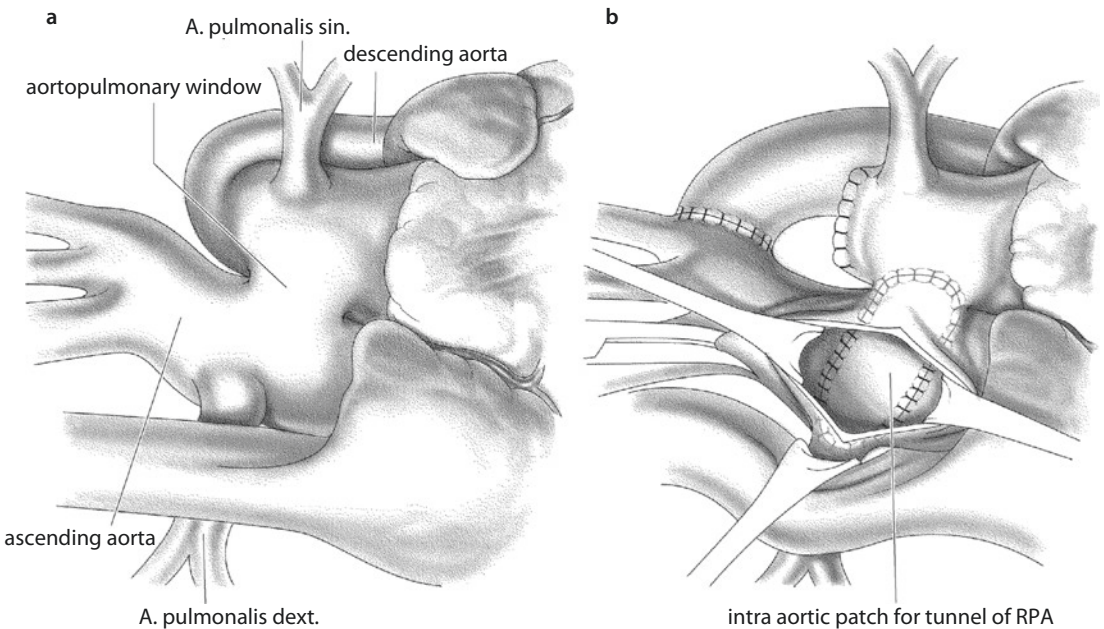 a
A. pulmonalis sin.
descending aorta
aortopulmonary window
ascending aorta
A. pulmonalis dext.
b
intra aortic patch for tunnel of RPA